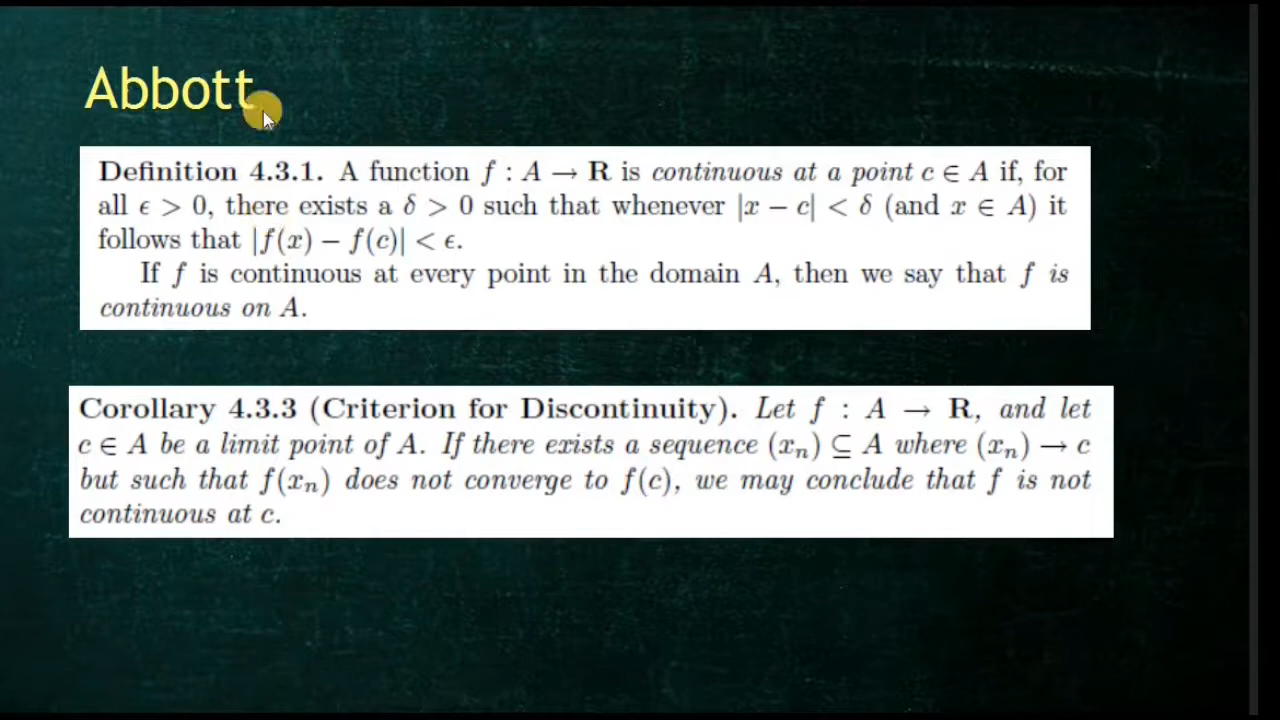 Abbott
Definition 4.3.1. A function f : A → R is continuous at a point c ∈ A if, for
all ϵ > 0, there exists a δ > 0 such that whenever |x − c| < δ (and x ∈ A) it
follows that |f(x) − f(c)| < ϵ.
If f is continuous at every point in the domain A, then we say that f is
continuous on A.
Corollary 4.3.3 (Criterion for Discontinuity). Let f : A → R, and let
c ∈ A be a limit point of A. If there exists a sequence (xₙ) ⊆ A where (xₙ) → c
but such that f(xₙ) does not converge to f(c), we may conclude that f is not
continuous at c.